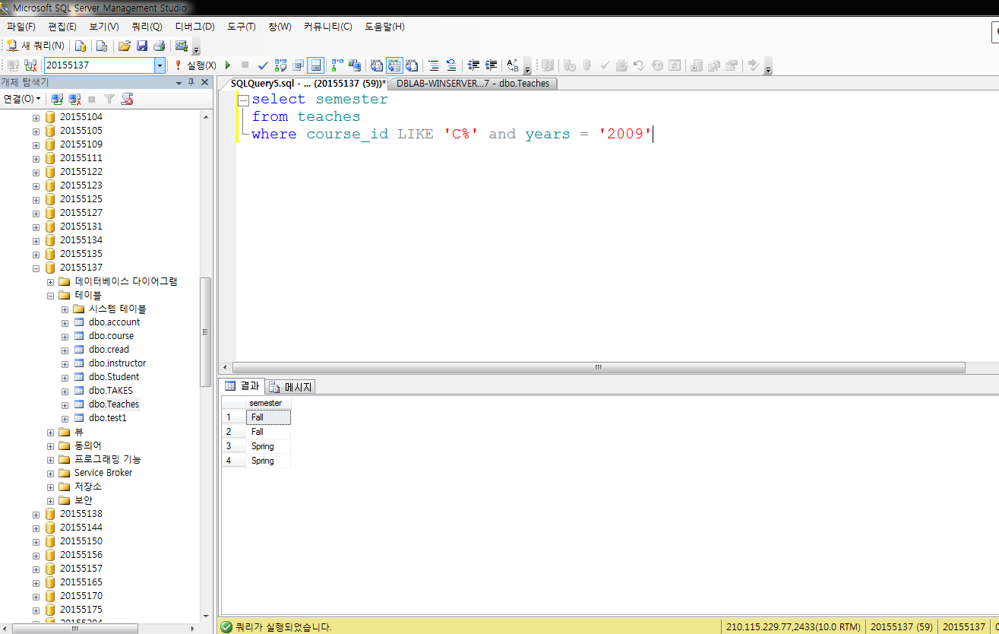 Microsoft SQL Server Management Studio
파일(F) 편집(E) 보기(V) 쿼리(Q) 디버그(D) 도구(T) 창(W) 커뮤니티(C) 도움말(H)
새 쿼리(N)
20155137 실행(X)
개체 탐색기
연결(O)
20155104
20155105
20155109
20155111
20155122
20155123
20155125
20155127
20155131
20155134
20155135
20155137
데이터베이스 다이어그램
테이블
시스템 테이블
dbo.account
dbo.course
dbo.cread
dbo.instructor
dbo.Student
dbo.TAKES
dbo.Teaches
dbo.test1
뷰
동의어
프로그래밍 기능
Service Broker
저장소
보안
20155138
20155144
20155150
20155156
20155157
20155165
20155170
20155175
SQLQuery5.sql - ... (20155137 (59))* DBLAB-WINSERVER...7 - dbo.Teaches
select semester
from teaches
where course_id LIKE 'C%' and years = '2009'
결과 메시지
semester
1 Fall
2 Fall
3 Spring
4 Spring
쿼리가 실행되었습니다. 210.115.229.77,2433(10.0 RTM) 20155137 (59) 20155137